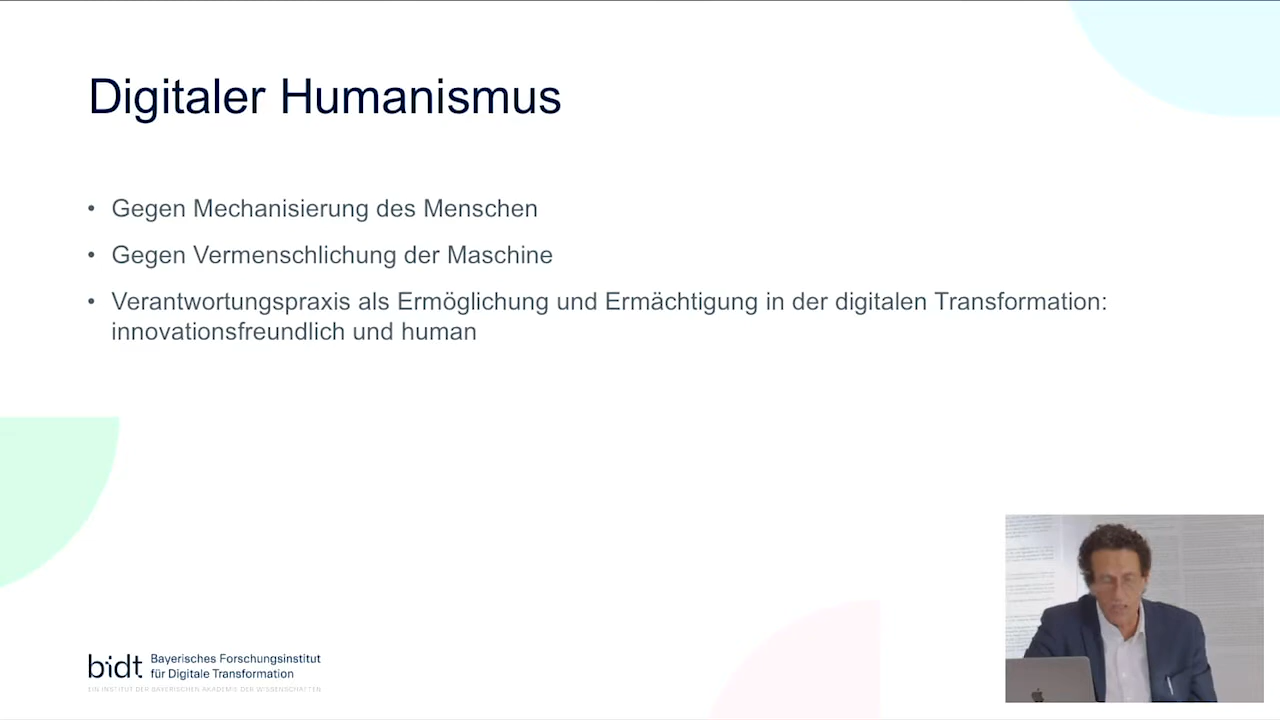 Digitaler Humanismus
• Gegen Mechanisierung des Menschen
• Gegen Vermenschlichung der Maschine
• Verantwortungspraxis als Ermöglichung und Ermächtigung in der digitalen Transformation:
innovationsfreundlich und human
bidt Bayerisches Forschungsinstitut
für Digitale Transformation
EIN INSTITUT DER BAYERISCHEN AKADEMIE DER WISSENSCHAFTEN